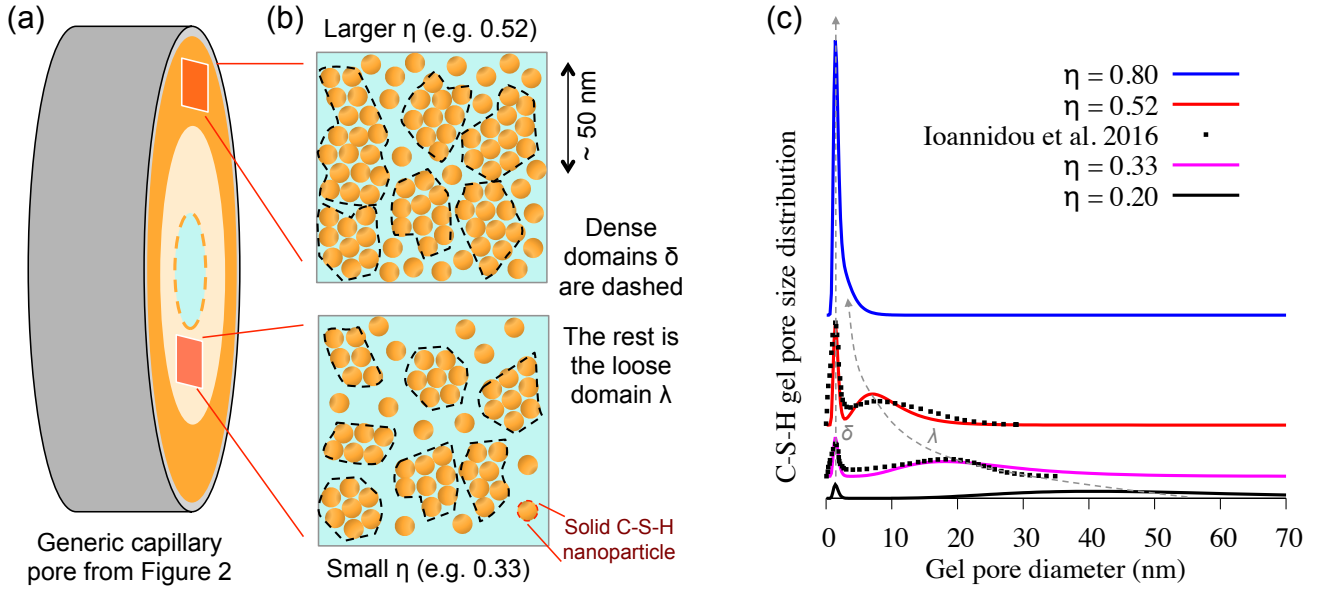 (a)
(b)
(c)
Larger η (e.g. 0.52)
~ 50 nm
Dense
domains δ
are dashed
The rest is
the loose
domain λ
Solid C-S-H
nanoparticle
Small η (e.g. 0.33)
Generic capillary
pore from Figure 2
C-S-H gel pore size distribution
η = 0.80
η = 0.52
Ioannidou et al. 2016
η = 0.33
η = 0.20
δ
λ
0 10 20 30 40 50 60 70
Gel pore diameter (nm)